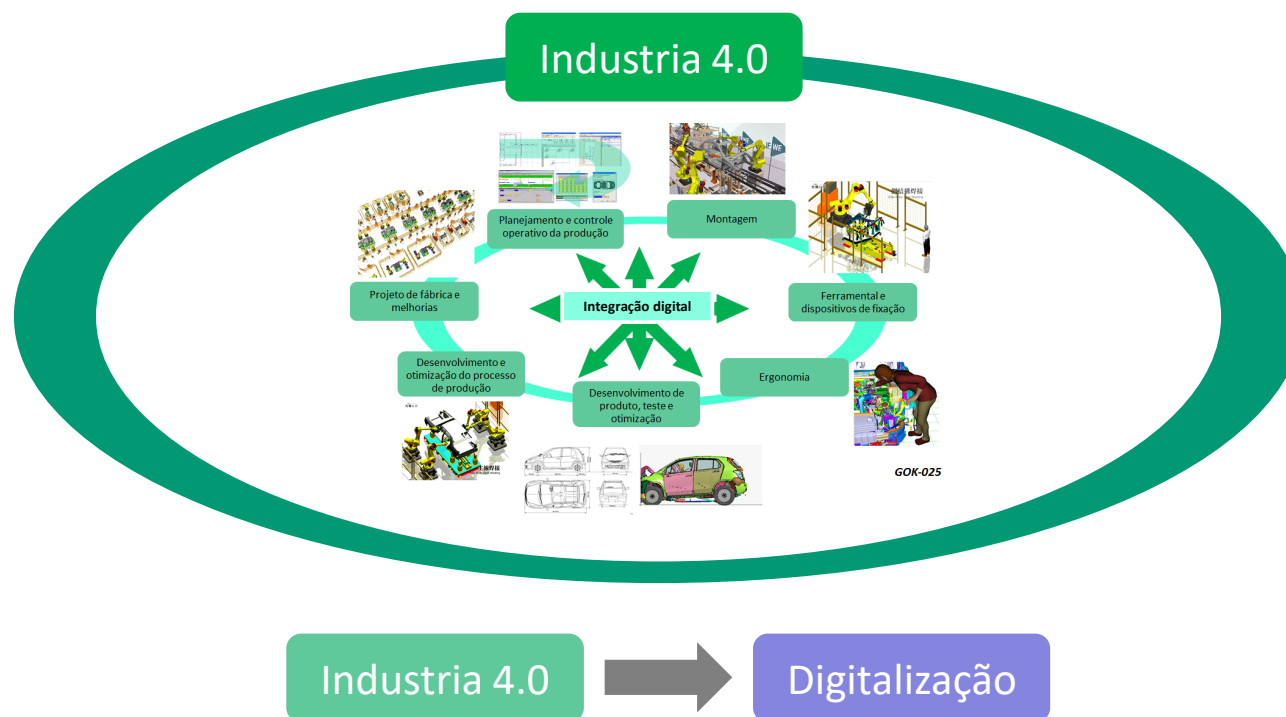 Industria 4.0
Planejamento e controle
operativo da produção
Montagem
Projeto de fábrica e
melhorias
Integração digital
Ferramental e
dispositivos de fixação
Desenvolvimento e
otimização do processo
de produção
Ergonomia
Desenvolvimento de
produto, teste e
otimização
GOK-025
Industria 4.0
Digitalização